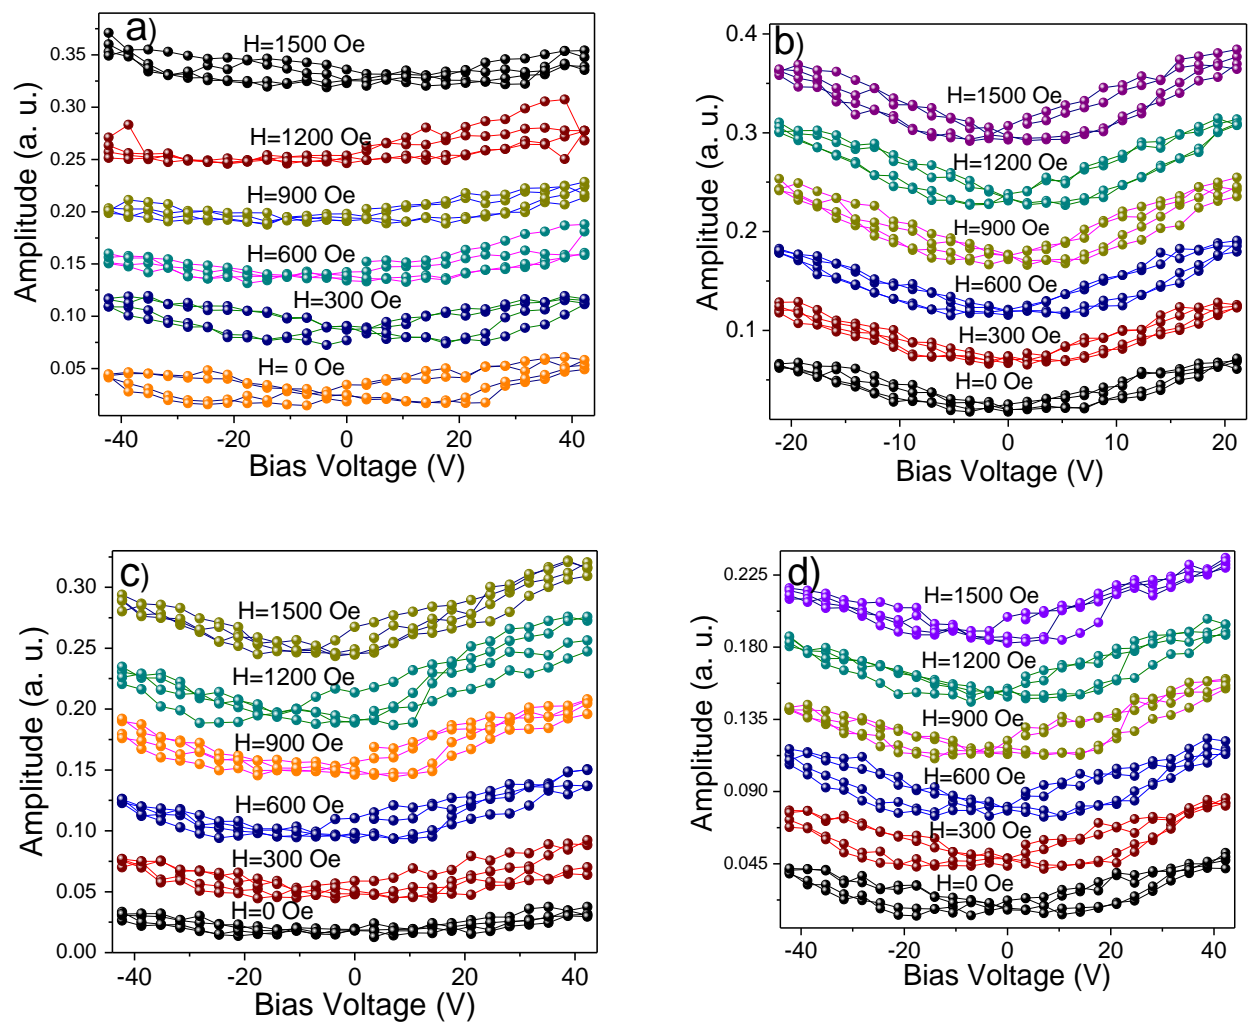 a)
H=1500 Oe
H=1200 Oe
H=900 Oe
H=600 Oe
H=300 Oe
H= 0 Oe
0.35
0.30
0.25
0.20
0.15
0.10
0.05
Amplitude (a. u.)
-40 -20 0 20 40
Bias Voltage (V)
b)
H=1500 Oe
H=1200 Oe
H=900 Oe
H=600 Oe
H=300 Oe
H=0 Oe
0.4
0.3
0.2
0.1
Amplitude (a. u.)
-20 -10 0 10 20
Bias Voltage (V)
c)
H=1500 Oe
H=1200 Oe
H=900 Oe
H=600 Oe
H=300 Oe
H=0 Oe
0.30
0.25
0.20
0.15
0.10
0.05
0.00
Amplitude (a. u.)
-40 -20 0 20 40
Bias Voltage (V)
d)
H=1500 Oe
H=1200 Oe
H=900 Oe
H=600 Oe
H=300 Oe
H=0 Oe
0.225
0.180
0.135
0.090
0.045
Amplitude (a. u.)
-40 -20 0 20 40
Bias Voltage (V)